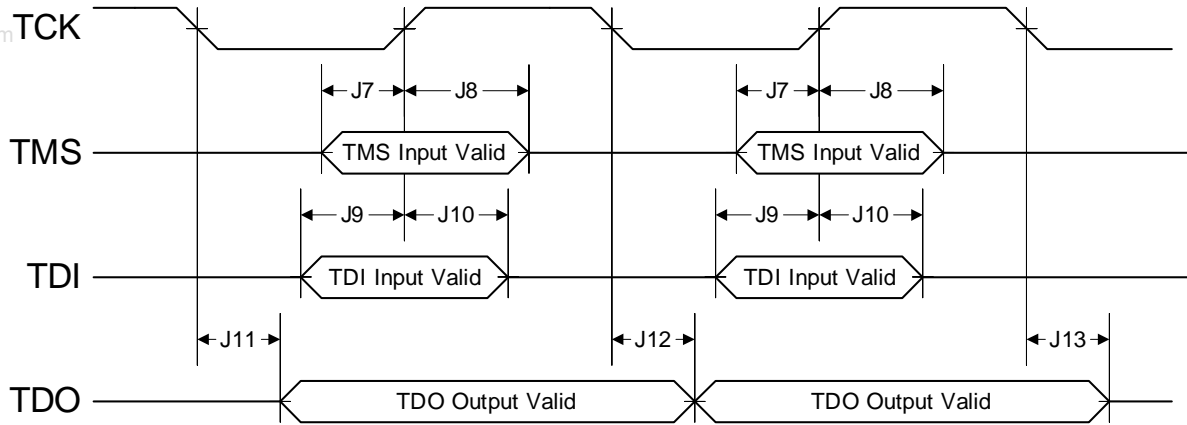 m
TCK
J7 J8 J7 J8
TMS TMS Input Valid TMS Input Valid
J9 J10 J9 J10
TDI TDI Input Valid TDI Input Valid
J11 J12 J13
TDO TDO Output Valid TDO Output Valid